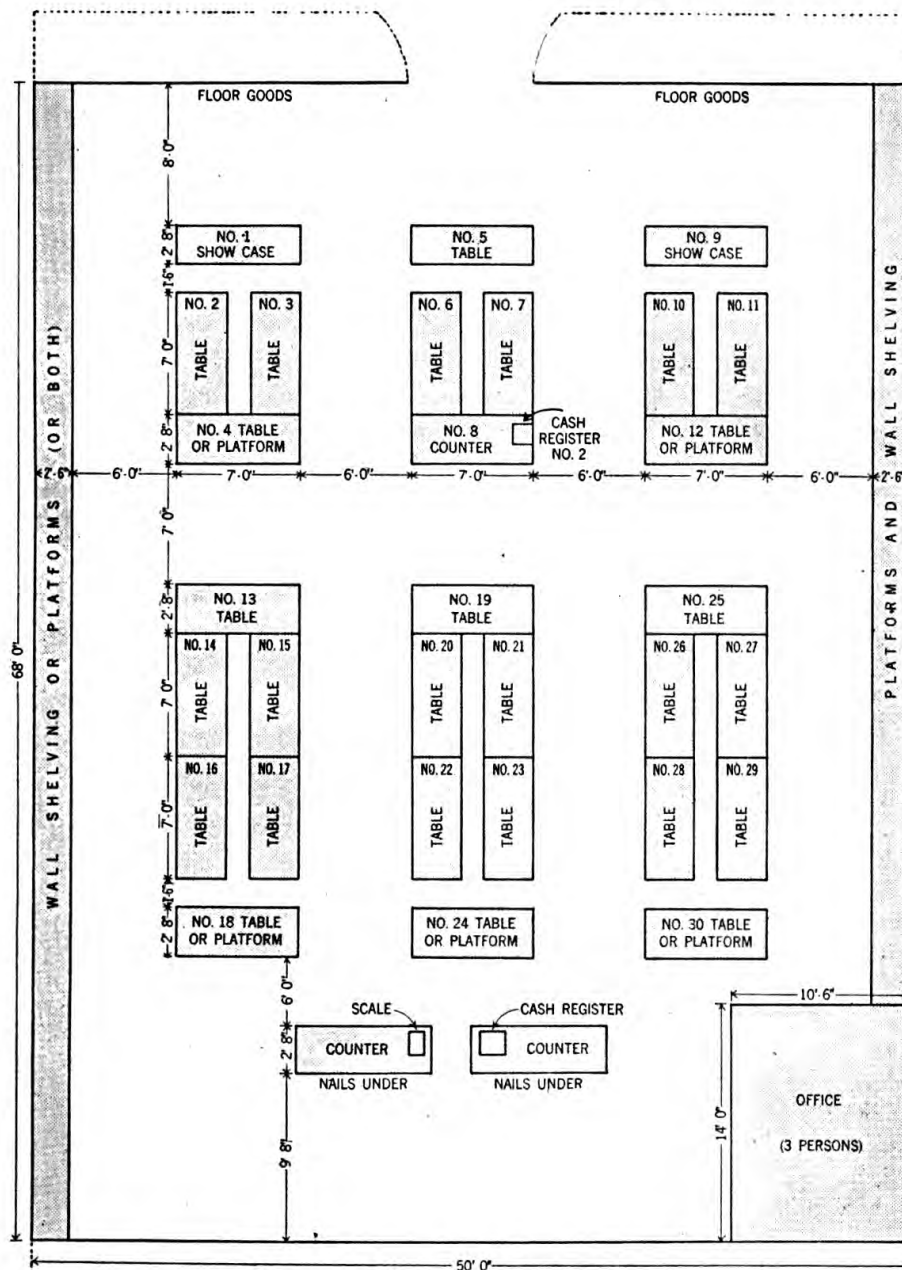 FLOOR GOODS
FLOOR GOODS
8'-0"
NO. 1
SHOW CASE
NO. 5
TABLE
NO. 9
SHOW CASE
2' 8"
1'-6"
NO. 2
TABLE
NO. 3
TABLE
NO. 6
TABLE
NO. 7
TABLE
NO. 10
TABLE
NO. 11
TABLE
7' 0"
NO. 4 TABLE
OR PLATFORM
NO. 8
COUNTER
CASH
REGISTER
NO. 2
NO. 12 TABLE
OR PLATFORM
2' 8"
2'-6"
6'-0"
7'-0"
6'-0"
7'-0"
6'-0"
7'-0"
6'-0"
2'-6"
WALL SHELVING OR PLATFORMS (OR BOTH)
PLATFORMS AND WALL SHELVING
68' 0"
7' 0"
NO. 13
TABLE
NO. 19
TABLE
NO. 25
TABLE
2'-8"
NO. 14
TABLE
NO. 15
TABLE
NO. 20
TABLE
NO. 21
TABLE
NO. 26
TABLE
NO. 27
TABLE
7' 0"
NO. 16
TABLE
NO. 17
TABLE
NO. 22
TABLE
NO. 23
TABLE
NO. 28
TABLE
NO. 29
TABLE
7'-0"
1'-6"
NO. 18 TABLE
OR PLATFORM
NO. 24 TABLE
OR PLATFORM
NO. 30 TABLE
OR PLATFORM
2' 8"
6' 0"
10'-6"
SCALE
CASH REGISTER
COUNTER
COUNTER
2' 8"
NAILS UNDER
NAILS UNDER
9' 8"
14' 0"
OFFICE
(3 PERSONS)
50' 0"